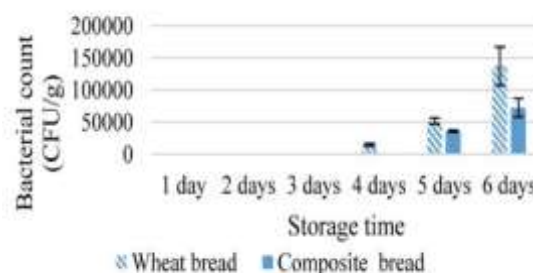 Bacterial count
(CFU/g)
200000
150000
100000
50000
0
1 day 2 days 3 days 4 days 5 days 6 days
Storage time
Wheat bread Composite bread